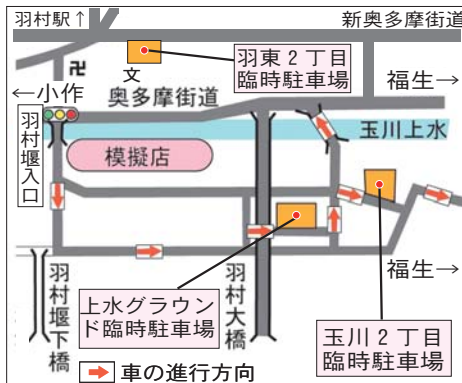 羽村駅↑
新奥多摩街道
羽東2丁目
臨時駐車場
卍
文
←小作
奥多摩街道
福生→
羽村堰入口
玉川上水
模擬店
福生→
羽村堰下橋
羽村大橋
上水グラウン
ド臨時駐車場
玉川2丁目
臨時駐車場
車の進行方向